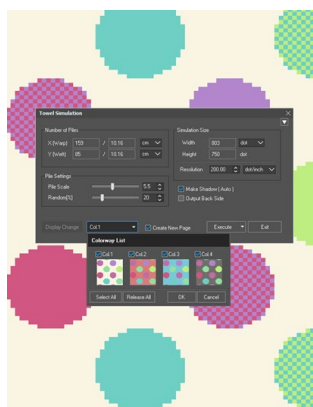 Towel Simulation
Number of Piles
X (Warp) 159 / 10.16 cm
Y (Weft) 85 / 10.16 cm
Pile Settings
Pile Scale 5.5
Random[%] 20
Simulation Size
Width 803 dot
Height 750 dot
Resolution 200.00 dot/inch
Make Shadow ( Auto )
Output Back Side
Display Change Col.1 Create New Page Execute Exit
Colorway List
Col.1 Col.2 Col.3 Col.4
Select All Release All OK Cancel